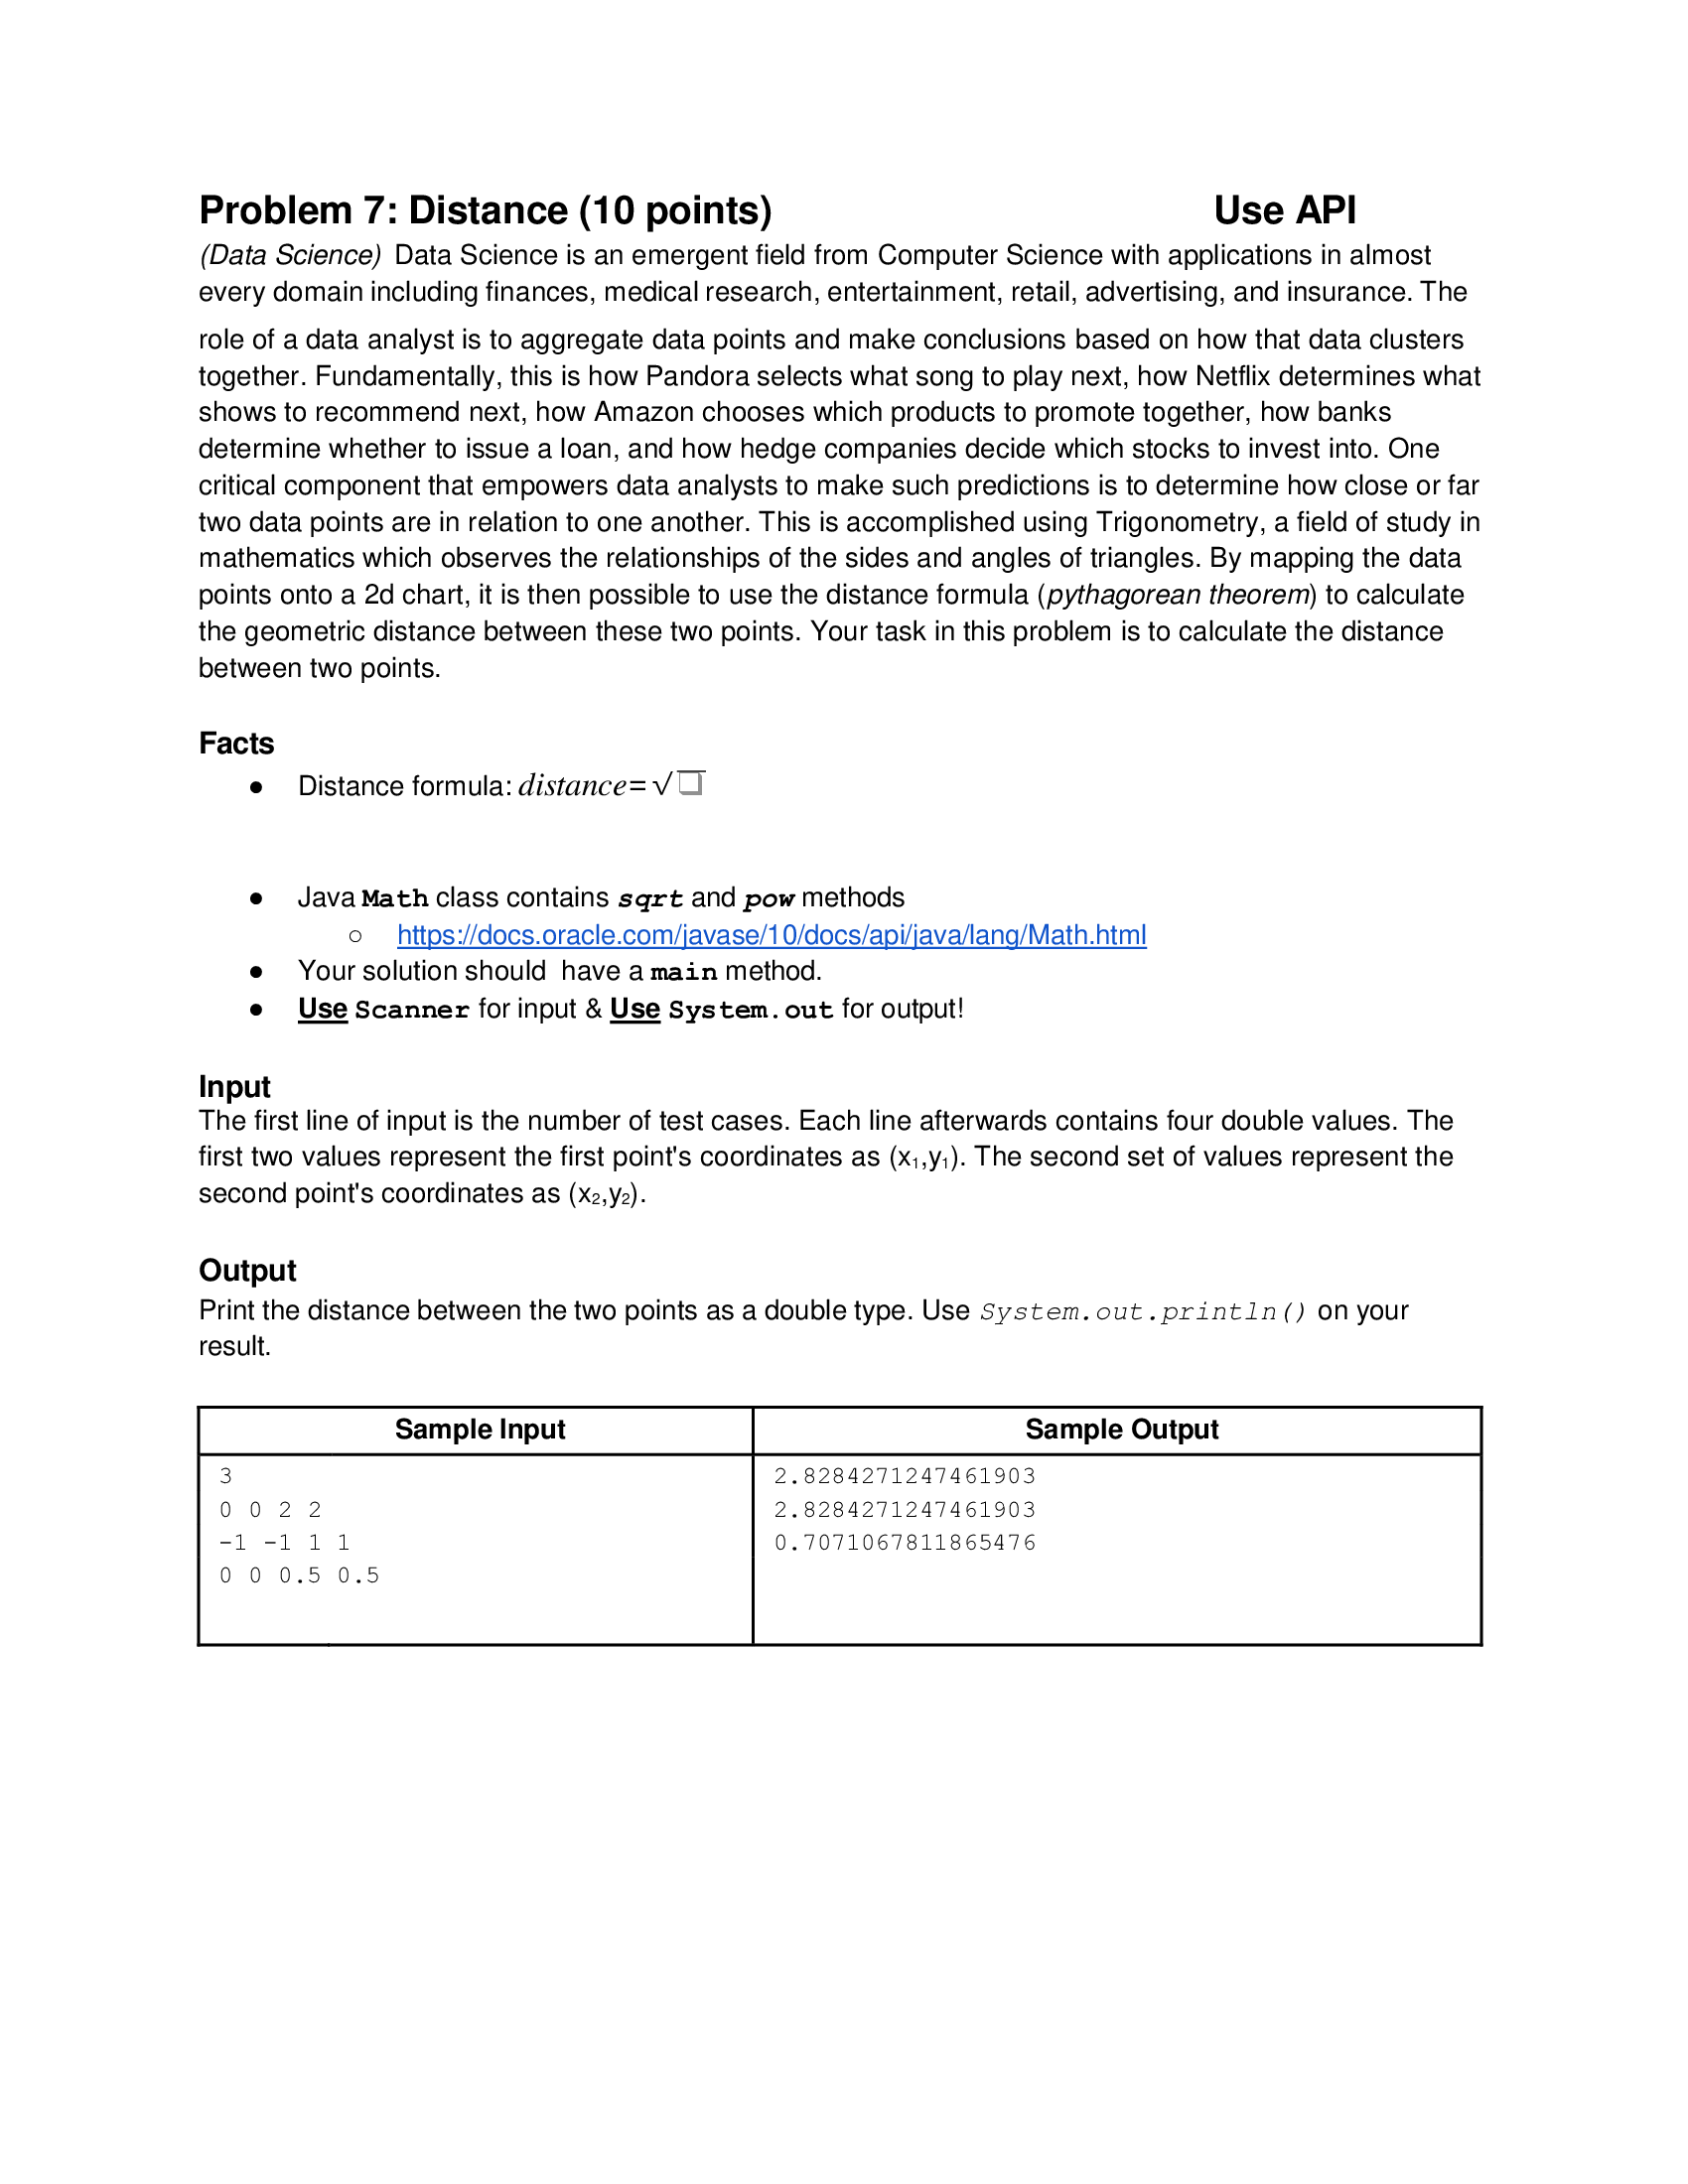 Problem 7: Distance (10 points) Use API
(Data Science) Data Science is an emergent field from Computer Science with applications in almost
every domain including finances, medical research, entertainment, retail, advertising, and insurance. The
role of a data analyst is to aggregate data points and make conclusions based on how that data clusters
together. Fundamentally, this is how Pandora selects what song to play next, how Netflix determines what
shows to recommend next, how Amazon chooses which products to promote together, how banks
determine whether to issue a loan, and how hedge companies decide which stocks to invest into. One
critical component that empowers data analysts to make such predictions is to determine how close or far
two data points are in relation to one another. This is accomplished using Trigonometry, a field of study in
mathematics which observes the relationships of the sides and angles of triangles. By mapping the data
points onto a 2d chart, it is then possible to use the distance formula (pythagorean theorem) to calculate
the geometric distance between these two points. Your task in this problem is to calculate the distance
between two points.
Facts
● Distance formula: distance=√❑
● Java Math class contains sqrt and pow methods
○ https://docs.oracle.com/javase/10/docs/api/java/lang/Math.html
● Your solution should have a main method.
● Use Scanner for input & Use System.out for output!
Input
The first line of input is the number of test cases. Each line afterwards contains four double values. The
first two values represent the first point's coordinates as (x₁,y₁). The second set of values represent the
second point's coordinates as (x₂,y₂).
Output
Print the distance between the two points as a double type. Use System.out.println() on your
result.
Sample Input
3
0 0 2 2
-1 -1 1 1
0 0 0.5 0.5
Sample Output
2.8284271247461903
2.8284271247461903
0.7071067811865476